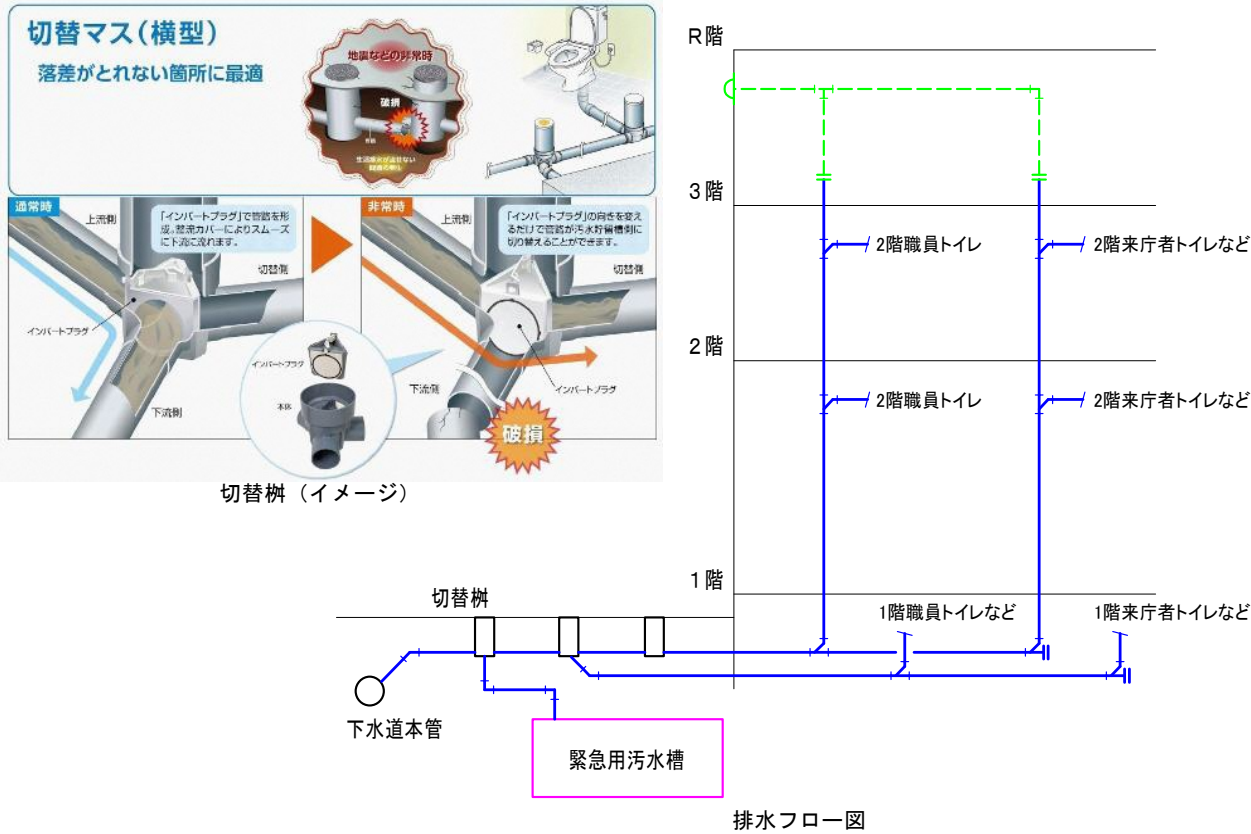 切替マス(横型)
落差がとれない箇所に最適
地震などの非常時
破損
通常時
上流側
「インバートプラグ」で管路を形
成。整流カバーによりスムーズ
に下流に流れます。
切替側
インバートプラグ
下流側
非常時
上流側
「インバートプラグ」の向きを変え
るだけで管路が汚水貯留槽側に
切り替えることができます。
切替側
インバートプラグ
下流側
破損
インバートプラグ
本体
切替桝（イメージ）
R階
3階
2階職員トイレ
2階来庁者トイレなど
2階
2階職員トイレ
2階来庁者トイレなど
1階
1階職員トイレなど
1階来庁者トイレなど
切替桝
下水道本管
緊急用汚水槽
排水フロー図